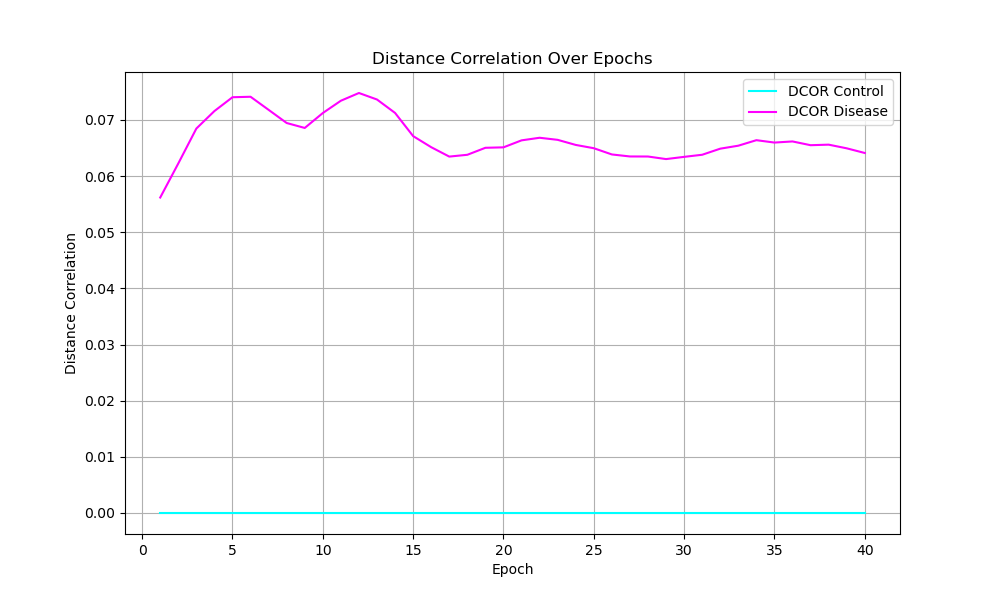 Distance Correlation Over Epochs
DCOR Control
DCOR Disease
Distance Correlation
0.07
0.06
0.05
0.04
0.03
0.02
0.01
0.00
0 5 10 15 20 25 30 35 40
Epoch